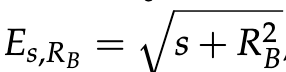 E_{s,R_B} = \sqrt{s + R_B^2},